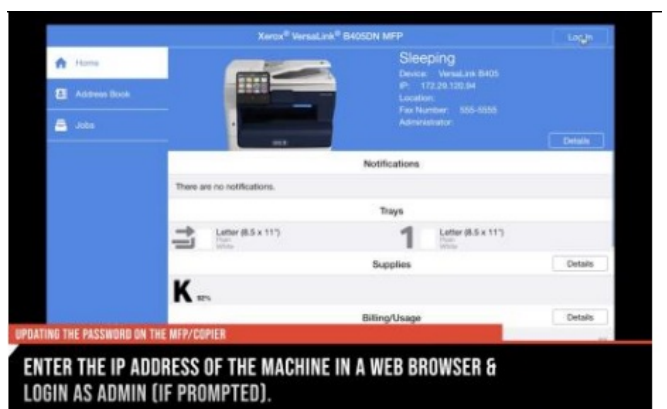 Xerox® VersaLink® B405DN MFP
Log In
Home
Address Book
Jobs
Sleeping
Device: VersaLink B405
IP: 172.29.120.94
Location:
Fax Number: 555-5555
Administrator:
Details
Notifications
There are no notifications.
Trays
Letter (8.5 x 11")
Plain
White
1
Letter (8.5 x 11")
Plain
White
Supplies
Details
K 92%
Billing/Usage
Details
UPDATING THE PASSWORD ON THE MFP/COPIER
ENTER THE IP ADDRESS OF THE MACHINE IN A WEB BROWSER &
LOGIN AS ADMIN (IF PROMPTED).